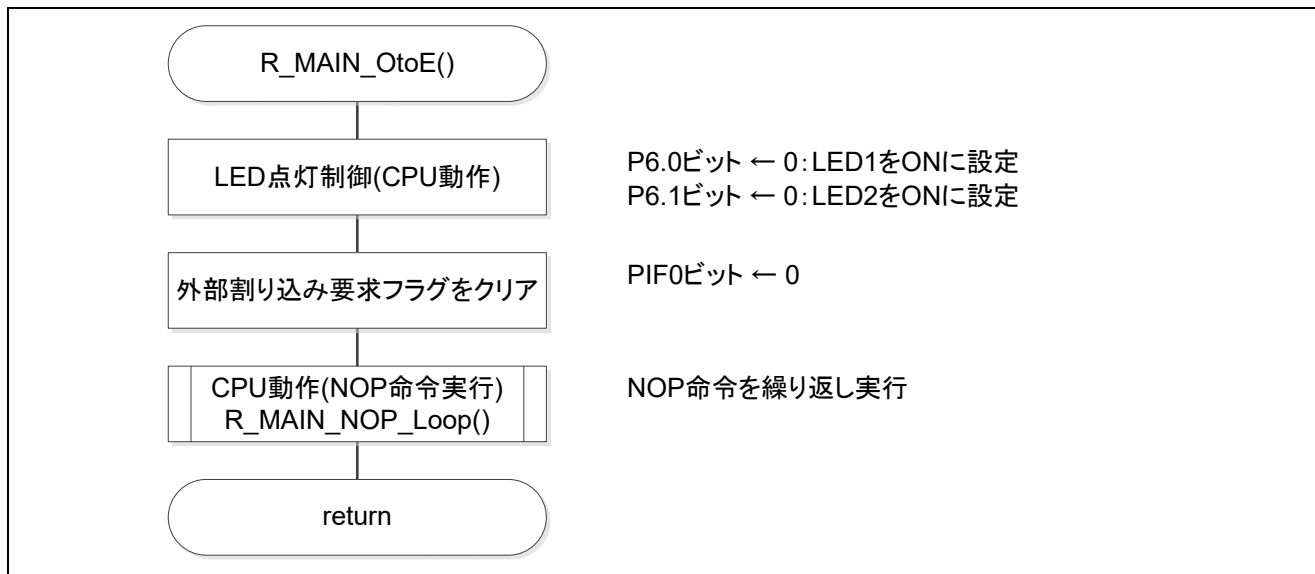 R_MAIN_OtoE()
LED点灯制御(CPU動作)
P6.0ビット ← 0:LED1をONに設定
P6.1ビット ← 0:LED2をONに設定
外部割り込み要求フラグをクリア
PIF0ビット ← 0
CPU動作(NOP命令実行)
R_MAIN_NOP_Loop()
NOP命令を繰り返し実行
return